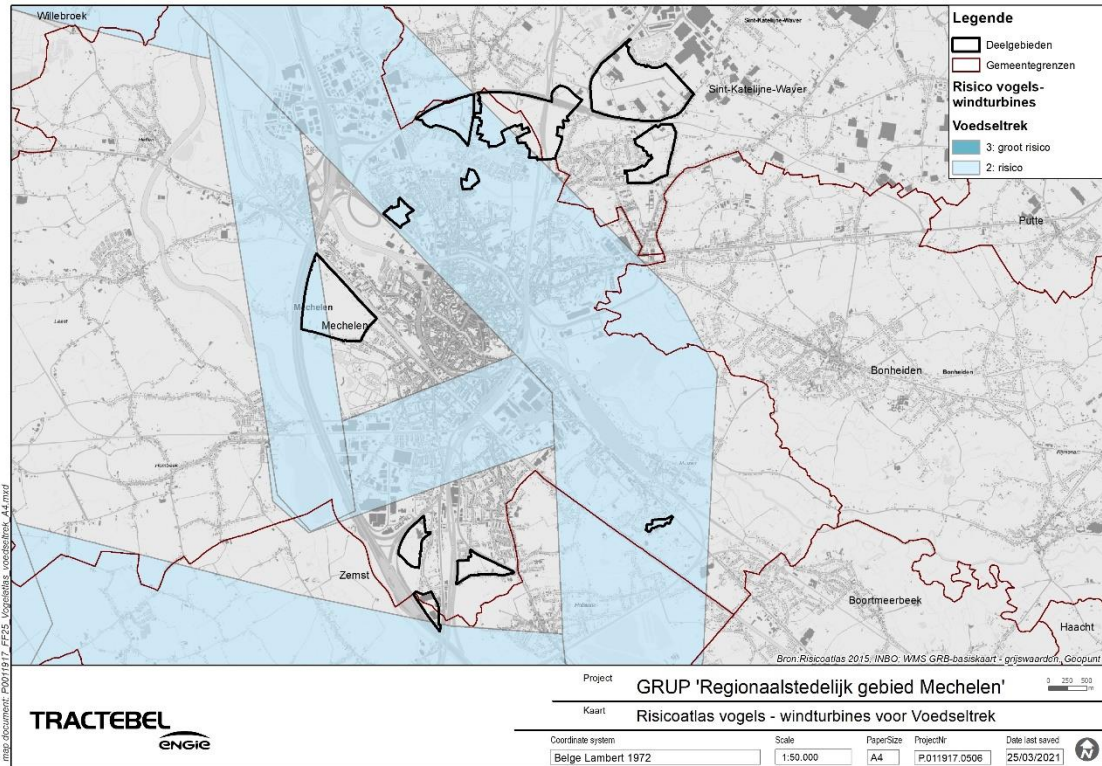 Willebroek
Sint-Katelijne-Waver
Sint-Katelijne-Waver
Putte
Mechelen
Mechelen
Bonheiden
Bonheiden
Zemst
Boortmeerbeek
Haacht
Legende
Deelgebieden
Gemeentegrenzen
Risico vogels-
windturbines
Voedseltrek
3: groot risico
2: risico
Bron:Risicoatlas 2015, INBO; WMS GRB-basiskaart - grijswaarden, Geopunt
map document: P0011917_FF25_Vogelatlas_voedseltrek_A4.mxd
TRACTEBEL
ENGIE
Project
GRUP 'Regionaalstedelijk gebied Mechelen'
0 250 500
m
Kaart
Risicoatlas vogels - windturbines voor Voedseltrek
Coordinate system
Scale
PaperSize
ProjectNr
Date last saved
Belge Lambert 1972
1:50.000
A4
P.011917.0506
25/03/2021
N